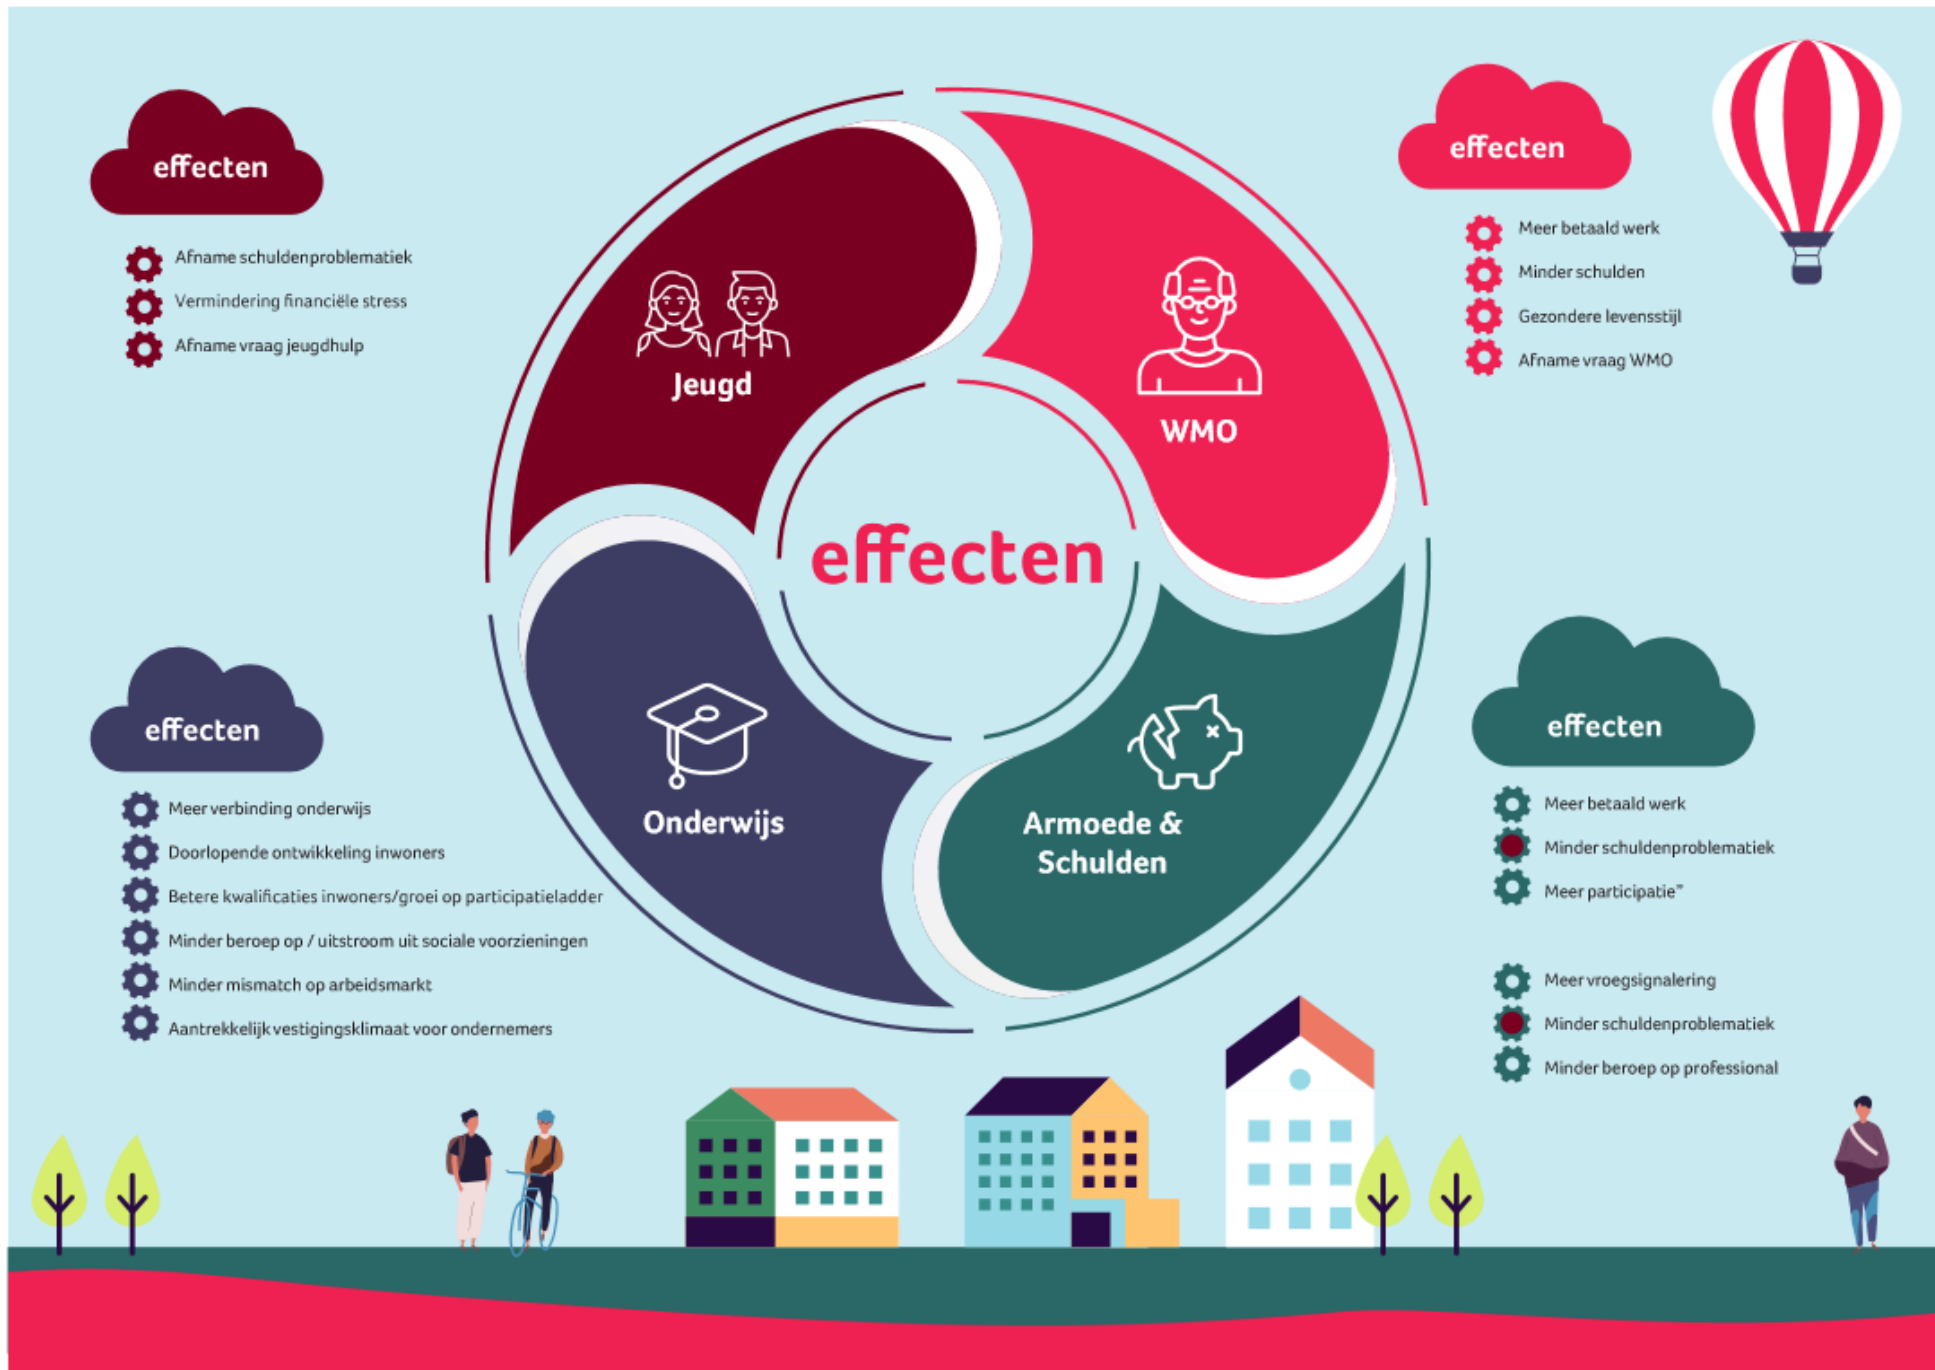 effecten
Afname schuldenproblematiek
Vermindering financiële stress
Afname vraag jeugdhulp
effecten
Meer betaald werk
Minder schulden
Gezondere levensstijl
Afname vraag WMO
Jeugd
WMO
effecten
Onderwijs
Armoede &
Schulden
effecten
Meer verbinding onderwijs
Doorlopende ontwikkeling inwoners
Betere kwalificaties inwoners/groei op participatieladder
Minder beroep op / uitstroom uit sociale voorzieningen
Minder mismatch op arbeidsmarkt
Aantrekkelijk vestigingsklimaat voor ondernemers
effecten
Meer betaald werk
Minder schuldenproblematiek
Meer participatie”
Meer vroegsignalering
Minder schuldenproblematiek
Minder beroep op professional